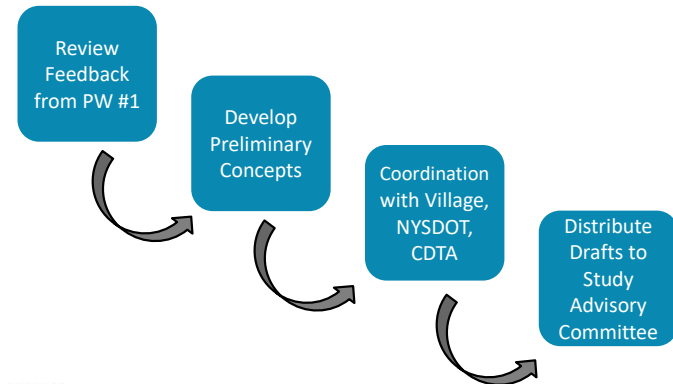 Review
Feedback
from PW #1
Develop
Preliminary
Concepts
Coordination
with Village,
NYSDOT,
CDTA
Distribute
Drafts to
Study
Advisory
Committee